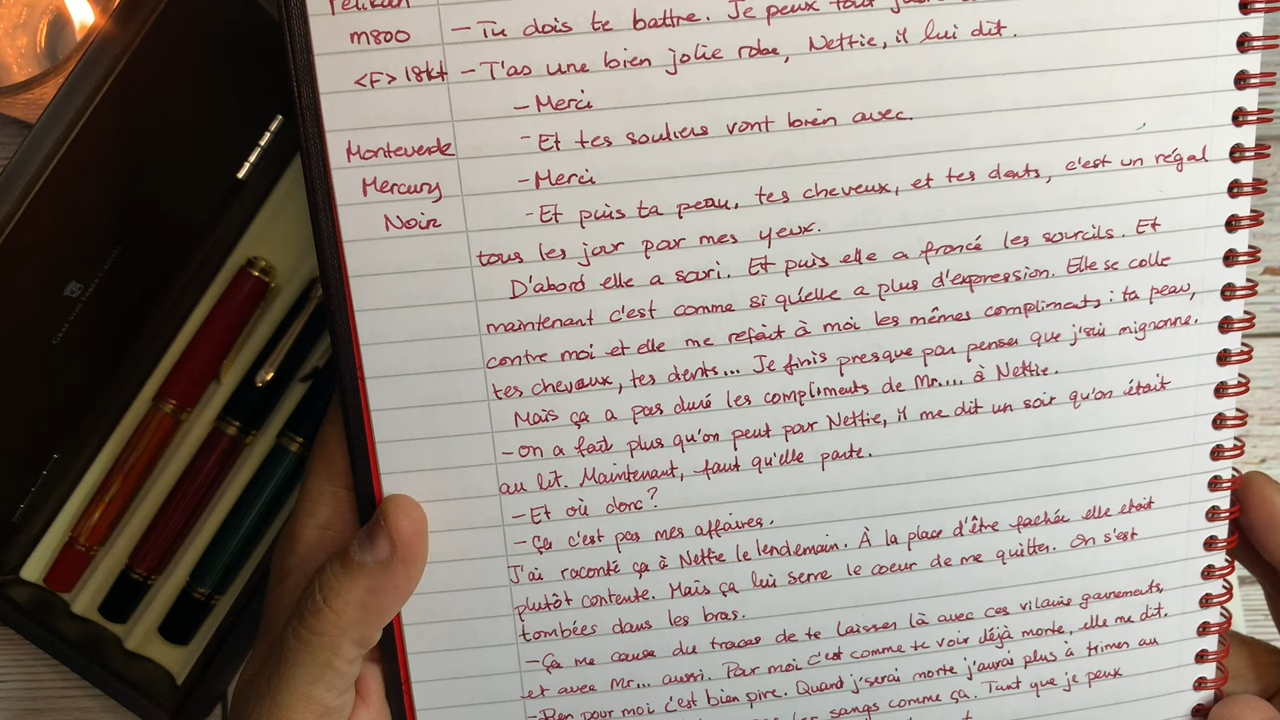 Pelikan
m800
<F> 18kt
Monteverde
Mercury
Noir
- Tu dois te battre. Je peux tout
- T'as une bien jolie robe, Nettie, il lui dit.
- Merci
- Et tes souliers vont bien avec.
- Merci
- Et puis ta peau, tes cheveux, et tes dents, c'est un régal
tous les jour par mes yeux.
D'abord elle a souri. Et puis elle a froncé les sourcils. Et
maintenant c'est comme si qu'elle a plus d'expression. Elle se colle
contre moi et elle me refait à moi les mêmes compliments : ta peau,
tes cheveux, tes dents... Je finis presque par penser que j'suis mignonne.
Mais ça a pas duré les compliments de Mr.... à Nettie.
- On a fait plus qu'on peut pour Nettie, il me dit un soir qu'on était
au lit. Maintenant, faut qu'elle parte.
- Et où donc ?
- Ça c'est pas mes affaires.
J'ai raconté ça à Nettie le lendemain. À la place d'être fachée elle etait
plutôt contente. Mais ça lui serre le coeur de me quitter. On s'est
tombées dans les bras.
- Ça me cause du tracas de te laisser là avec ces vilains garnements,
et avec Mr... aussi. Par moi c'est comme te voir déjà morte, elle me dit.
- Ben pour moi c'est bien pire. Quand j'serai morte j'aurai plus à trimer au
sangs comme ça. Tant que je peux